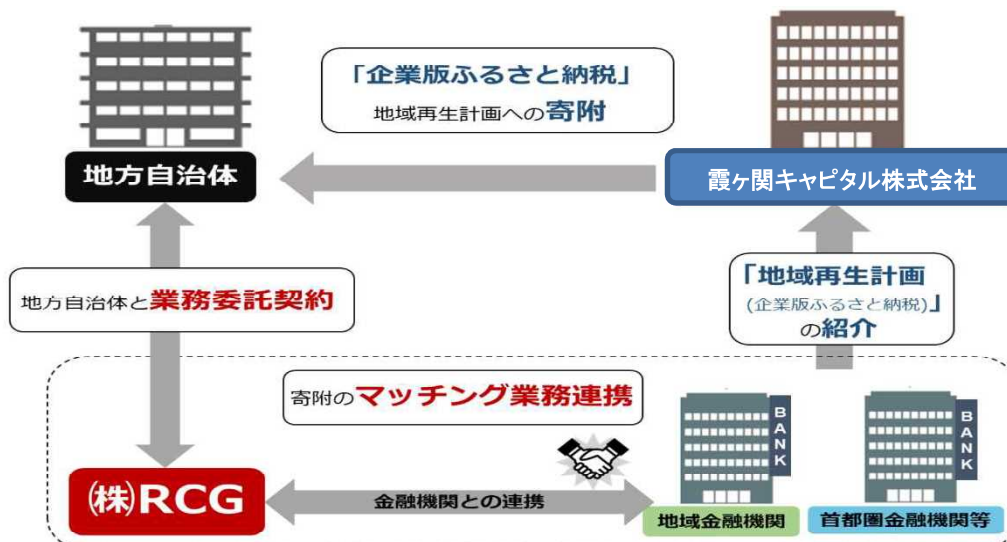 「企業版ふるさと納税」
地域再生計画への寄附
地方自治体
霞ヶ関キャピタル株式会社
地方自治体と業務委託契約
「地域再生計画
(企業版ふるさと納税)」
の紹介
寄附のマッチング業務連携
BANK
BANK
㈱RCG
金融機関との連携
地域金融機関
首都圏金融機関等